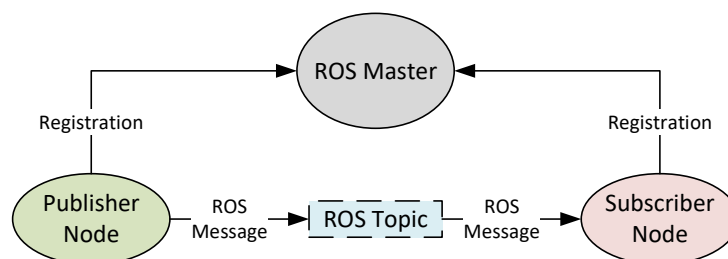 ROS Master
Registration
Registration
Publisher
Node
ROS
Message
ROS Topic
ROS
Message
Subscriber
Node